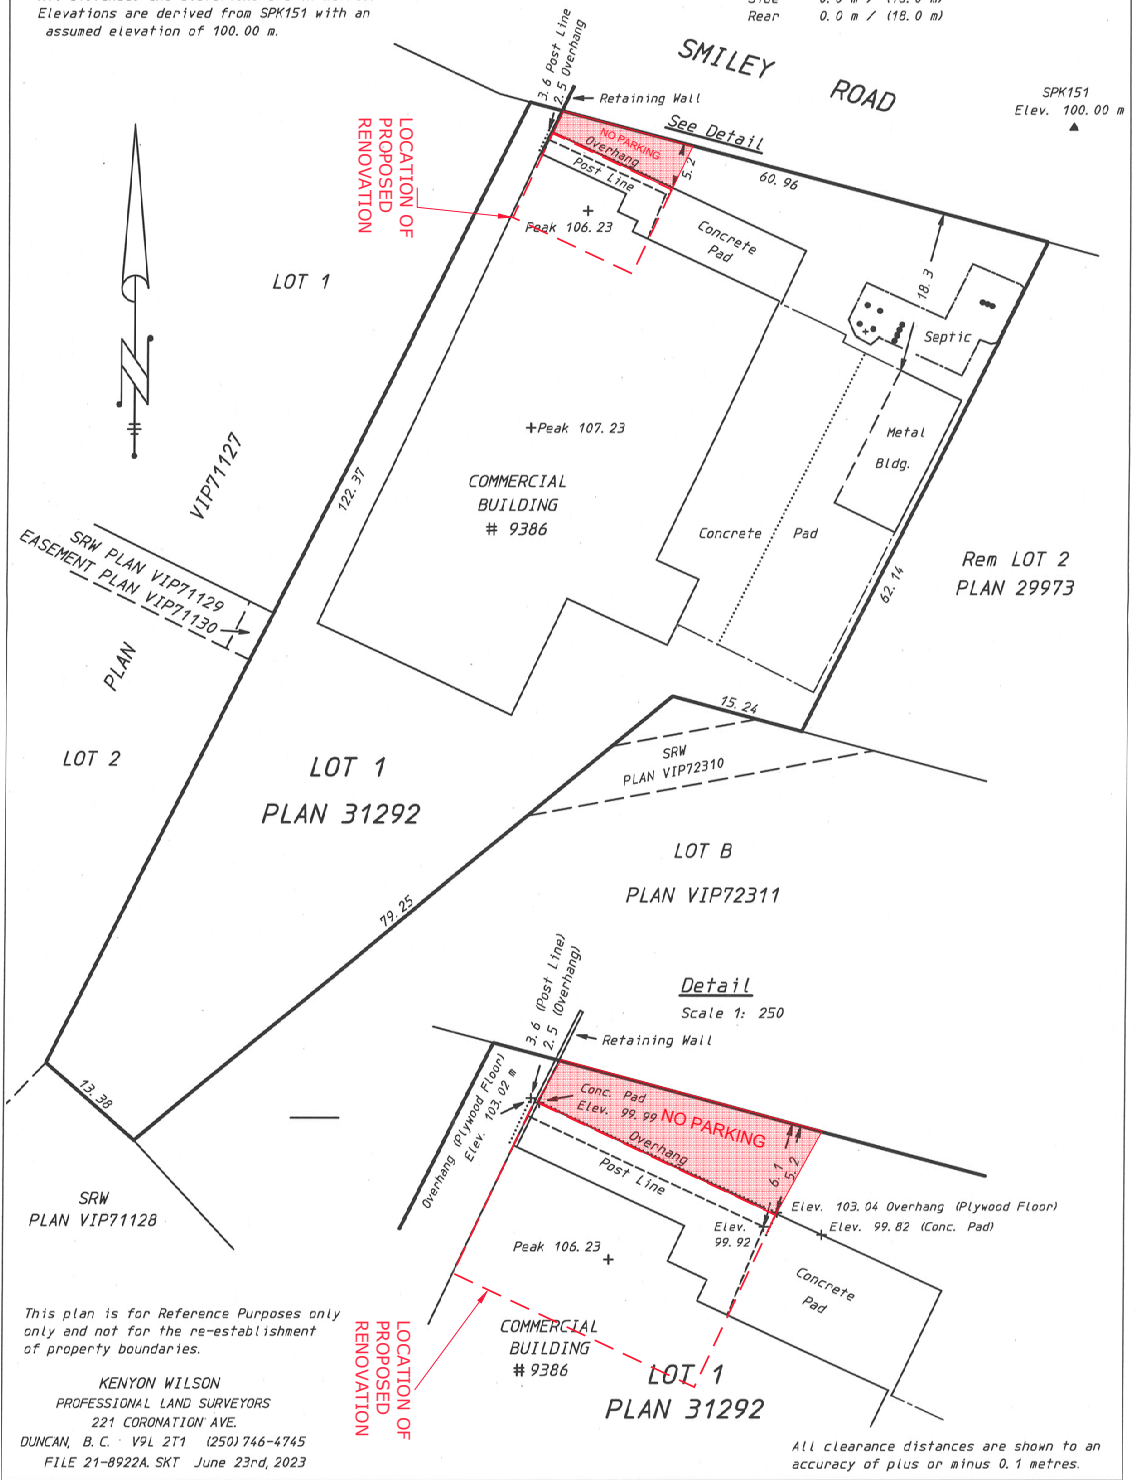 Elevations are derived from SPK151 with an
assumed elevation of 100.00 m.
Rear 0.0 m / (18.0 m)
SMILEY ROAD
SPK151
Elev. 100.00 m
3.6 Post Line
2.5 Overhang
Retaining Wall
See Detail
NO PARKING
Overhang
Post Line
5.2
60.96
LOCATION OF
PROPOSED
RENOVATION
Peak 106.23
Concrete
Pad
18.3
Septic
LOT 1
VIP71127
122.37
Peak 107.23
COMMERCIAL
BUILDING
# 9386
Metal
Bldg.
Concrete Pad
Rem LOT 2
PLAN 29973
62.14
SRW PLAN VIP71129
EASEMENT PLAN VIP71130
PLAN
LOT 2
LOT 1
PLAN 31292
15.24
SRW
PLAN VIP72310
LOT B
PLAN VIP72311
79.25
13.38
SRW
PLAN VIP71128
Detail
Scale 1: 250
3.6 (Post Line)
2.5 (Overhang)
Retaining Wall
Overhang (Plywood Floor)
Elev. 103.02 m
Conc. Pad
Elev. 99.99
NO PARKING
Overhang
Post Line
6.1
5.2
Elev. 103.04 Overhang (Plywood Floor)
Elev. 99.82 (Conc. Pad)
Elev.
99.92
Peak 106.23
Concrete
Pad
COMMERCIAL
BUILDING
# 9386
LOT 1
PLAN 31292
LOCATION OF
PROPOSED
RENOVATION
This plan is for Reference Purposes only
only and not for the re-establishment
of property boundaries.
KENYON WILSON
PROFESSIONAL LAND SURVEYORS
221 CORONATION AVE.
DUNCAN, B.C. V9L 2T1 (250) 746-4745
FILE 21-8922A.SKT June 23rd, 2023
All clearance distances are shown to an
accuracy of plus or minus 0.1 metres.